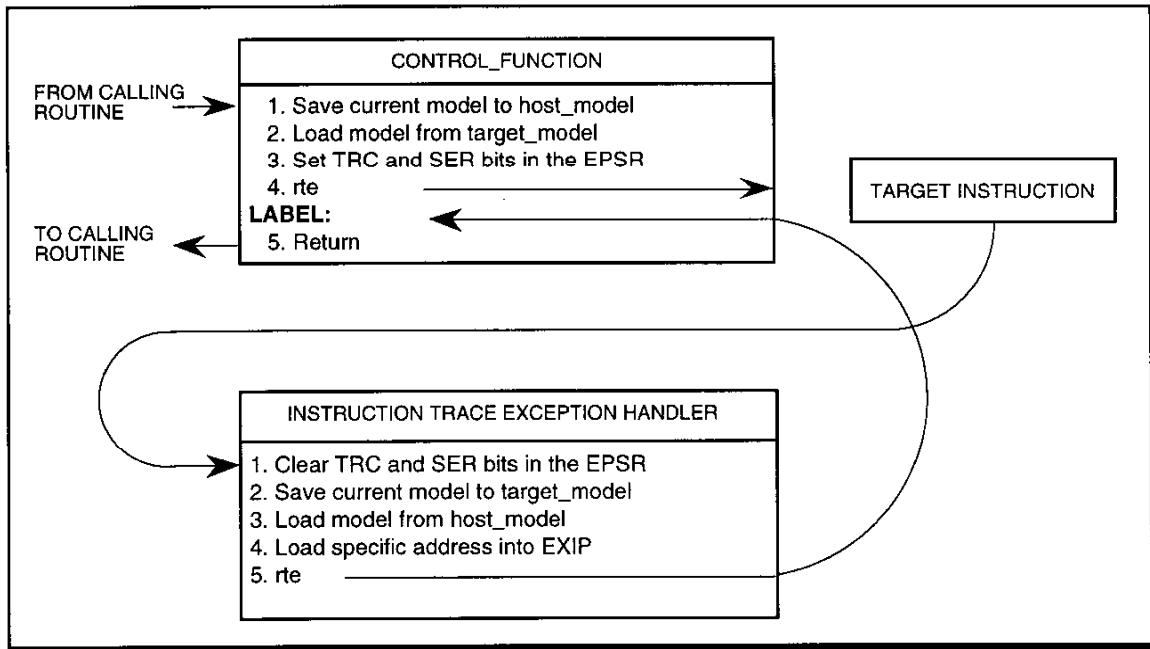 CONTROL_FUNCTION
FROM CALLING
ROUTINE
1. Save current model to host_model
2. Load model from target_model
3. Set TRC and SER bits in the EPSR
4. rte
LABEL:
5. Return
TO CALLING
ROUTINE
TARGET INSTRUCTION
INSTRUCTION TRACE EXCEPTION HANDLER
1. Clear TRC and SER bits in the EPSR
2. Save current model to target_model
3. Load model from host_model
4. Load specific address into EXIP
5. rte